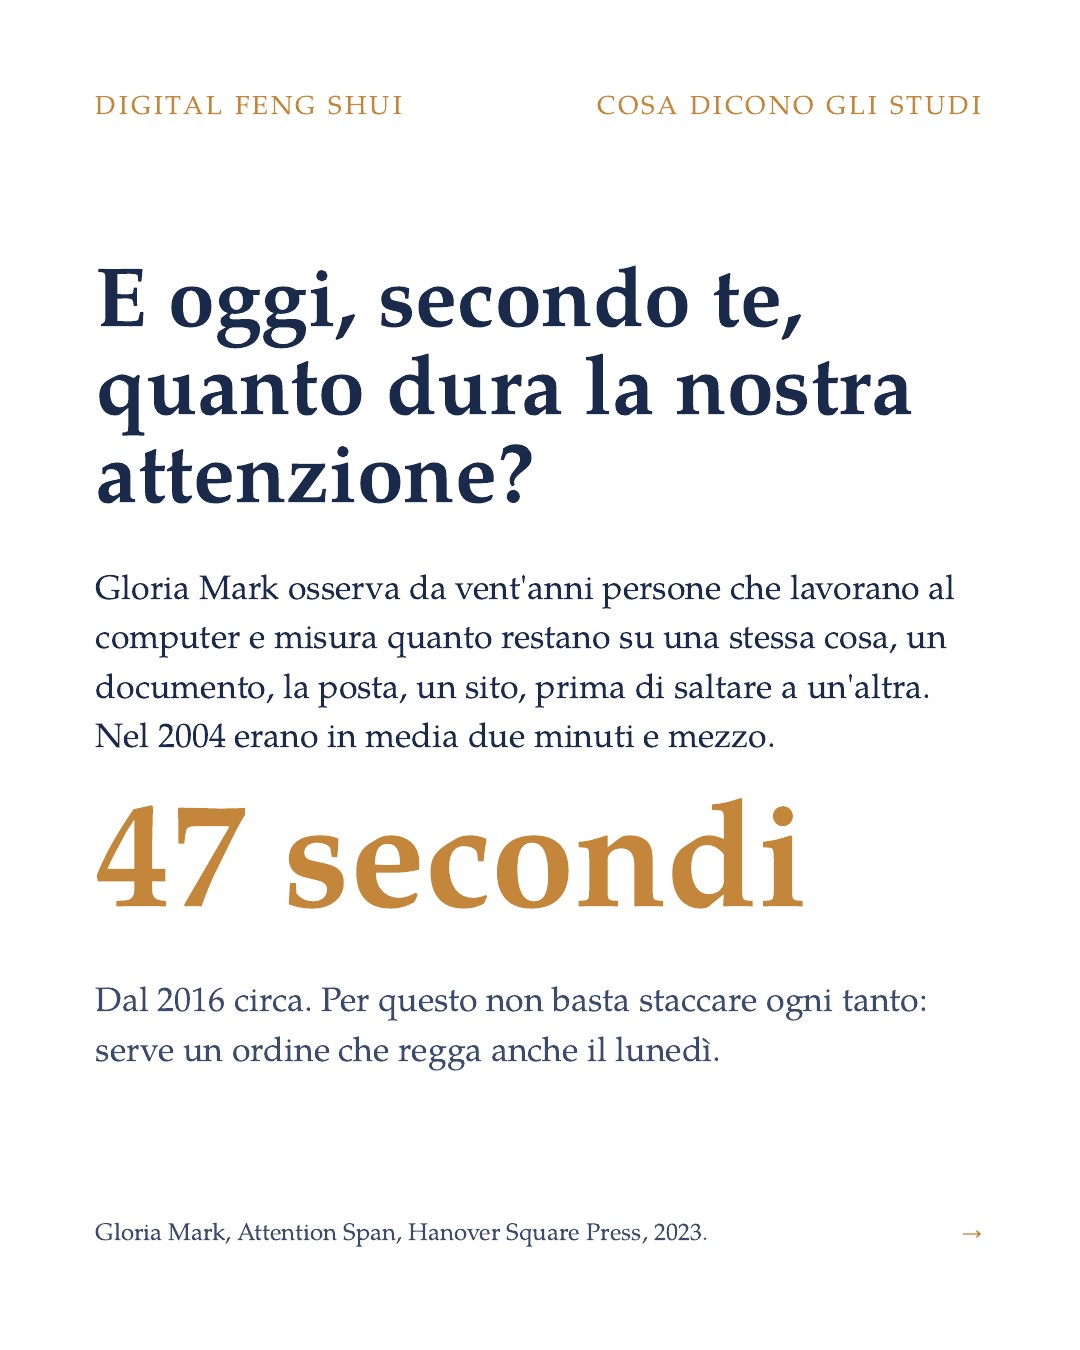 DIGITAL FENG SHUI
COSA DICONO GLI STUDI
E oggi, secondo te,
quanto dura la nostra
attenzione?
Gloria Mark osserva da vent'anni persone che lavorano al
computer e misura quanto restano su una stessa cosa, un
documento, la posta, un sito, prima di saltare a un'altra.
Nel 2004 erano in media due minuti e mezzo.
47 secondi
Dal 2016 circa. Per questo non basta staccare ogni tanto:
serve un ordine che regga anche il lunedì.
Gloria Mark, Attention Span, Hanover Square Press, 2023. →